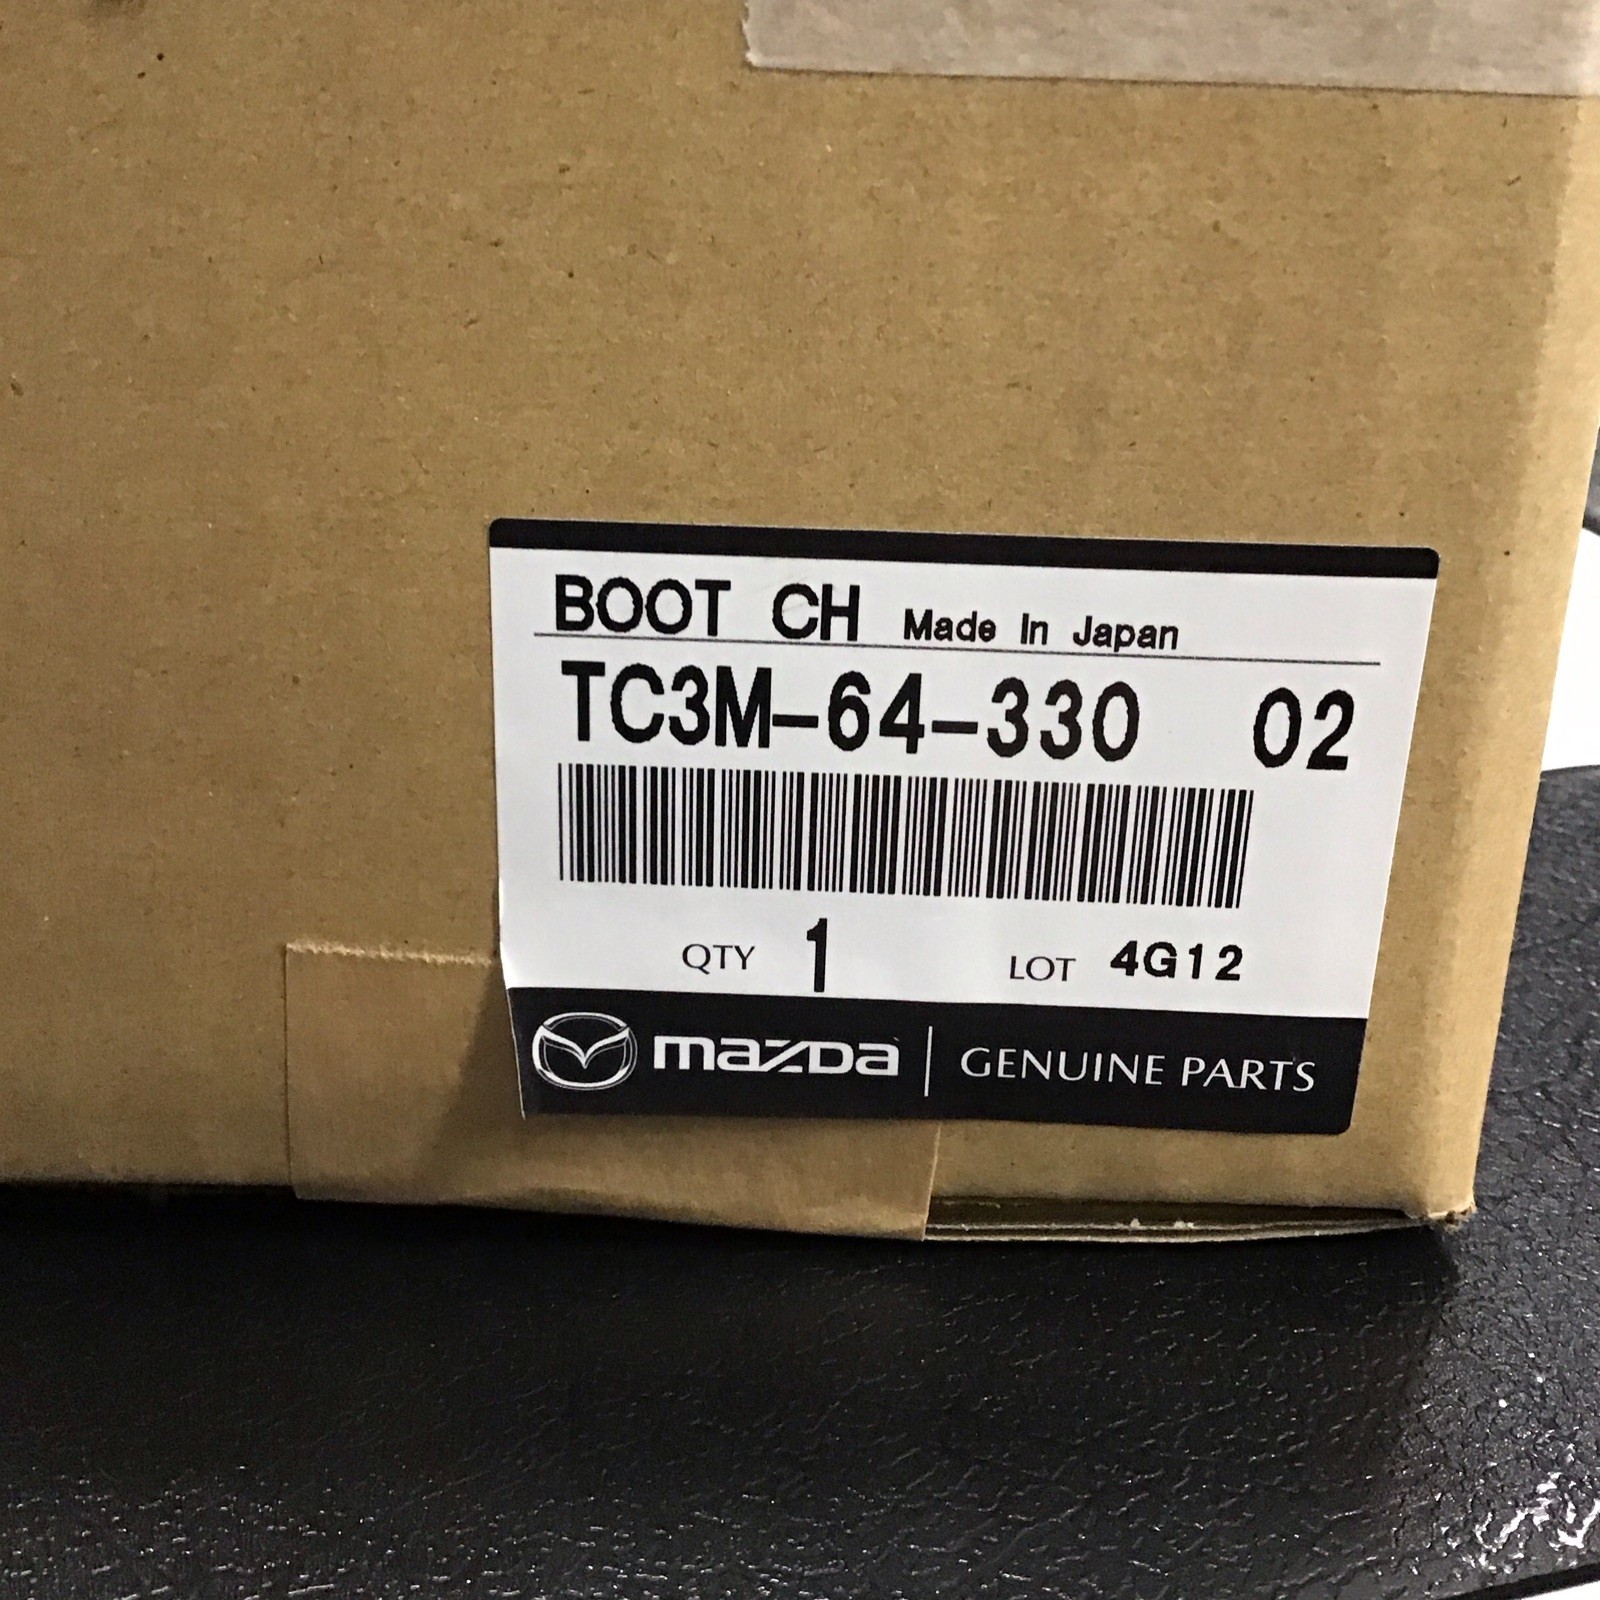 BOOT CH Made In Japan
TC3M-64-330 02
QTY 1 LOT 4G12
mazda GENUINE PARTS